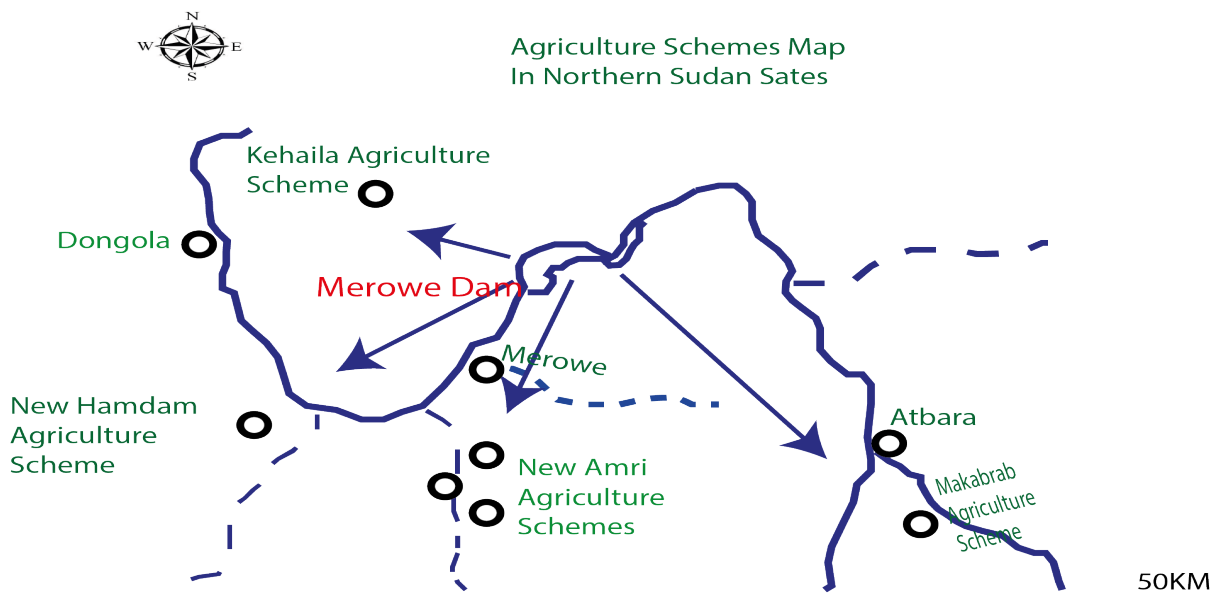 N
W E
S
Agriculture Schemes Map
In Northern Sudan Sates
Kehaila Agriculture
Scheme
Dongola
Merowe Dam
Merowe
New Hamdam
Agriculture
Scheme
Atbara
New Amri
Agriculture
Schemes
Makabrab
Agriculture
Scheme
50KM